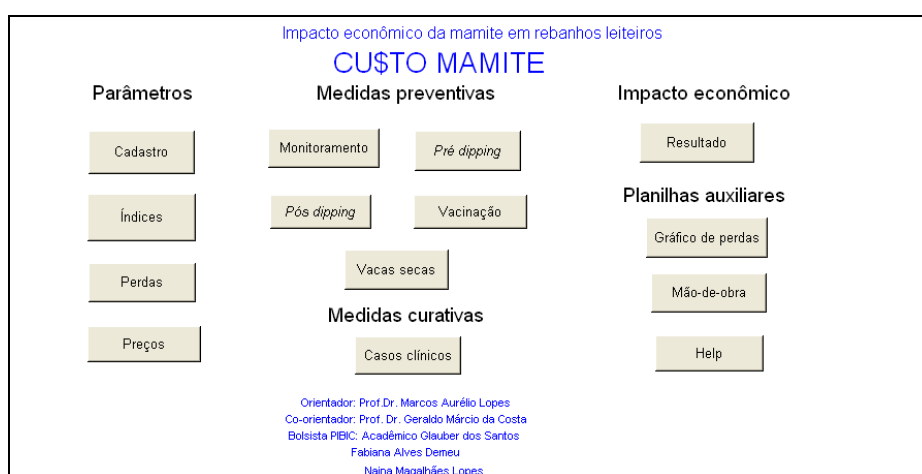 Impacto econômico da mamite em rebanhos leiteiros
CU$TO MAMITE
Parâmetros
Cadastro
Índices
Perdas
Preços
Medidas preventivas
Monitoramento
Pré dipping
Pós dipping
Vacinação
Vacas secas
Medidas curativas
Casos clínicos
Impacto econômico
Resultado
Planilhas auxiliares
Gráfico de perdas
Mão-de-obra
Help
Orientador: Prof.Dr. Marcos Aurélio Lopes
Co-orientador: Prof. Dr. Geraldo Márcio da Costa
Bolsista PIBIC: Acadêmico Glauber dos Santos
Fabiana Alves Demeu
Naina Magalhães Lopes